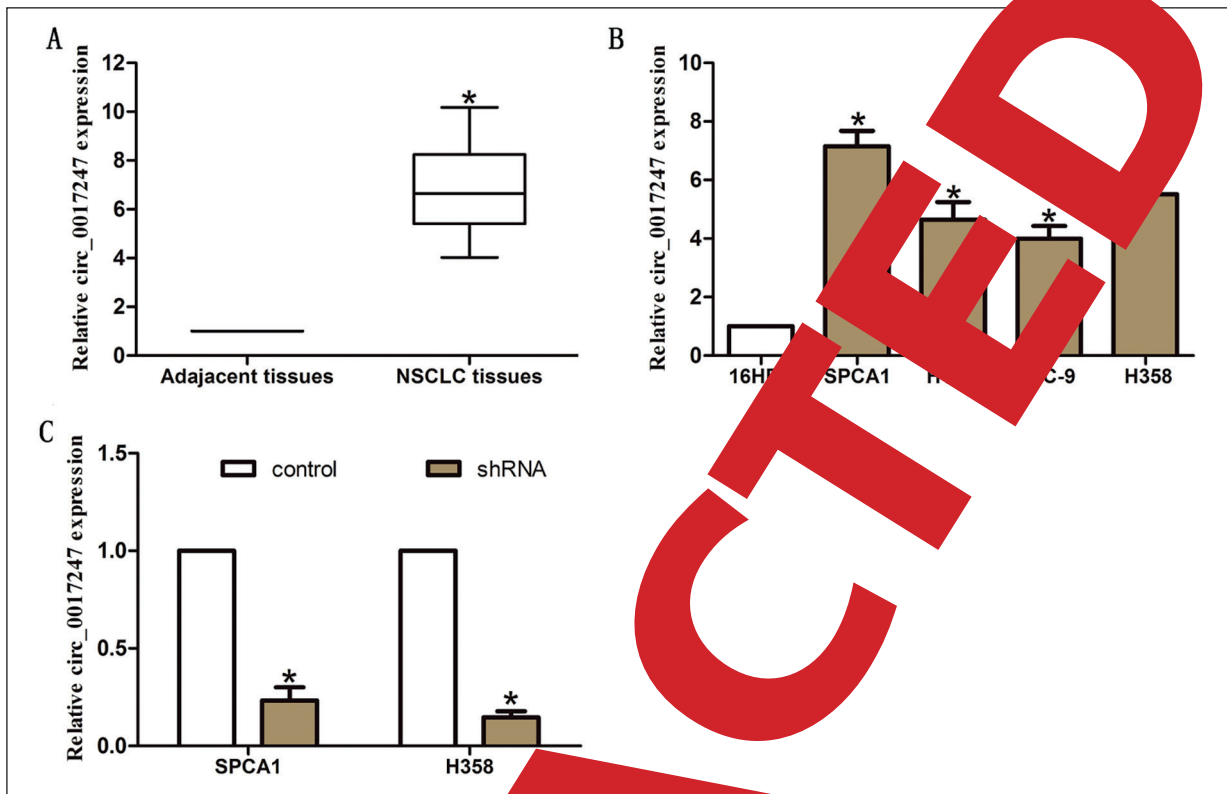 A
Relative circ_0017247 expression
12
10
8
6
4
2
0
*
Adajacent tissues
NSCLC tissues
B
Relative circ_0017247 expression
10
8
6
4
2
0
*
*
*
SPCA1
H358
C
Relative circ_0017247 expression
1.5
1.0
0.5
0.0
control
shRNA
*
*
SPCA1
H358
CTED